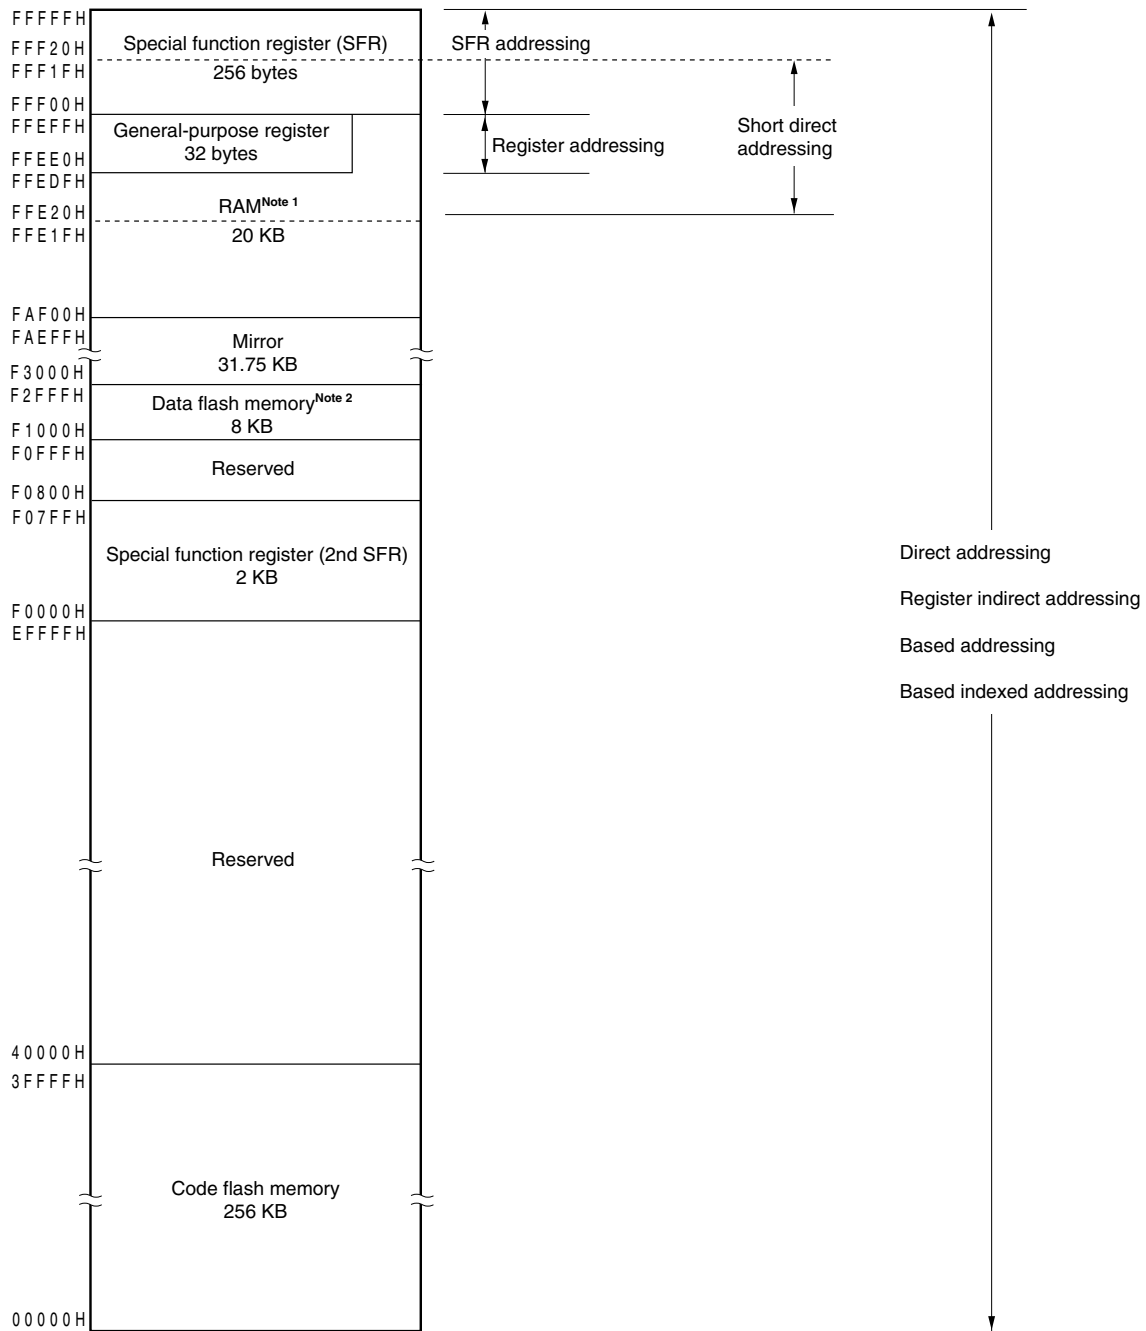 FFFFFH
Special function register (SFR)
256 bytes
SFR addressing
FFF20H
FFF1FH
FFF00H
FFEFFH
General-purpose register
32 bytes
Register addressing
Short direct
addressing
FFEE0H
FFEDFH
RAM Note 1
20 KB
FFE20H
FFE1FH
FAF00H
FAEFFH
Mirror
31.75 KB
F3000H
F2FFFH
Data flash memory Note 2
8 KB
F1000H
F0FFFH
Reserved
F0800H
F07FFH
Special function register (2nd SFR)
2 KB
Direct addressing
Register indirect addressing
Based addressing
Based indexed addressing
F0000H
EFFFFH
Reserved
40000H
3FFFFH
Code flash memory
256 KB
00000H